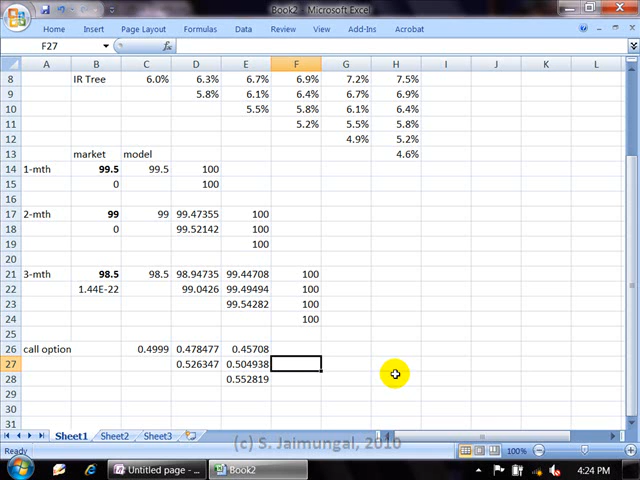 Book2 - Microsoft Excel
Home Insert Page Layout Formulas Data Review View Add-Ins Acrobat
F27 fx
A B C D E F G H I J K L
8 IR Tree 6.0% 6.3% 6.7% 6.9% 7.2% 7.5%
9 5.8% 6.1% 6.4% 6.7% 6.9%
10 5.5% 5.8% 6.1% 6.4%
11 5.2% 5.5% 5.8%
12 4.9% 5.2%
13 market model 4.6%
14 1-mth 99.5 99.5 100
15 0 100
16
17 2-mth 99 99 99.47355 100
18 0 99.52142 100
19 100
20
21 3-mth 98.5 98.5 98.94735 99.44708 100
22 1.44E-22 99.0426 99.49494 100
23 99.54282 100
24 100
25
26 call option 0.4999 0.478477 0.45708
27 0.526347 0.504938
28 0.552819
29
30
31
Sheet1 Sheet2 Sheet3
(c) S. Jaimungal, 2010
Ready 100%
Untitled page - ... Book2 4:24 PM